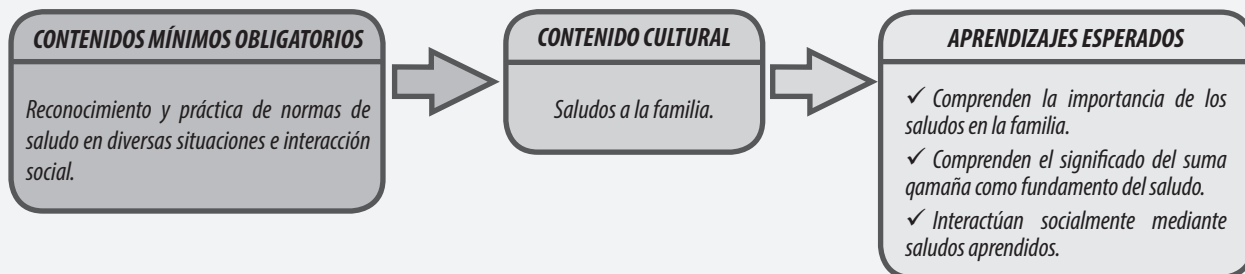 CONTENIDOS MÍNIMOS OBLIGATORIOS
Reconocimiento y práctica de normas de
saludo en diversas situaciones e interacción
social.
CONTENIDO CULTURAL
Saludos a la familia.
APRENDIZAJES ESPERADOS
✓ Comprenden la importancia de los
saludos en la familia.
✓ Comprenden el significado del suma
qamaña como fundamento del saludo.
✓ Interactúan socialmente mediante
saludos aprendidos.